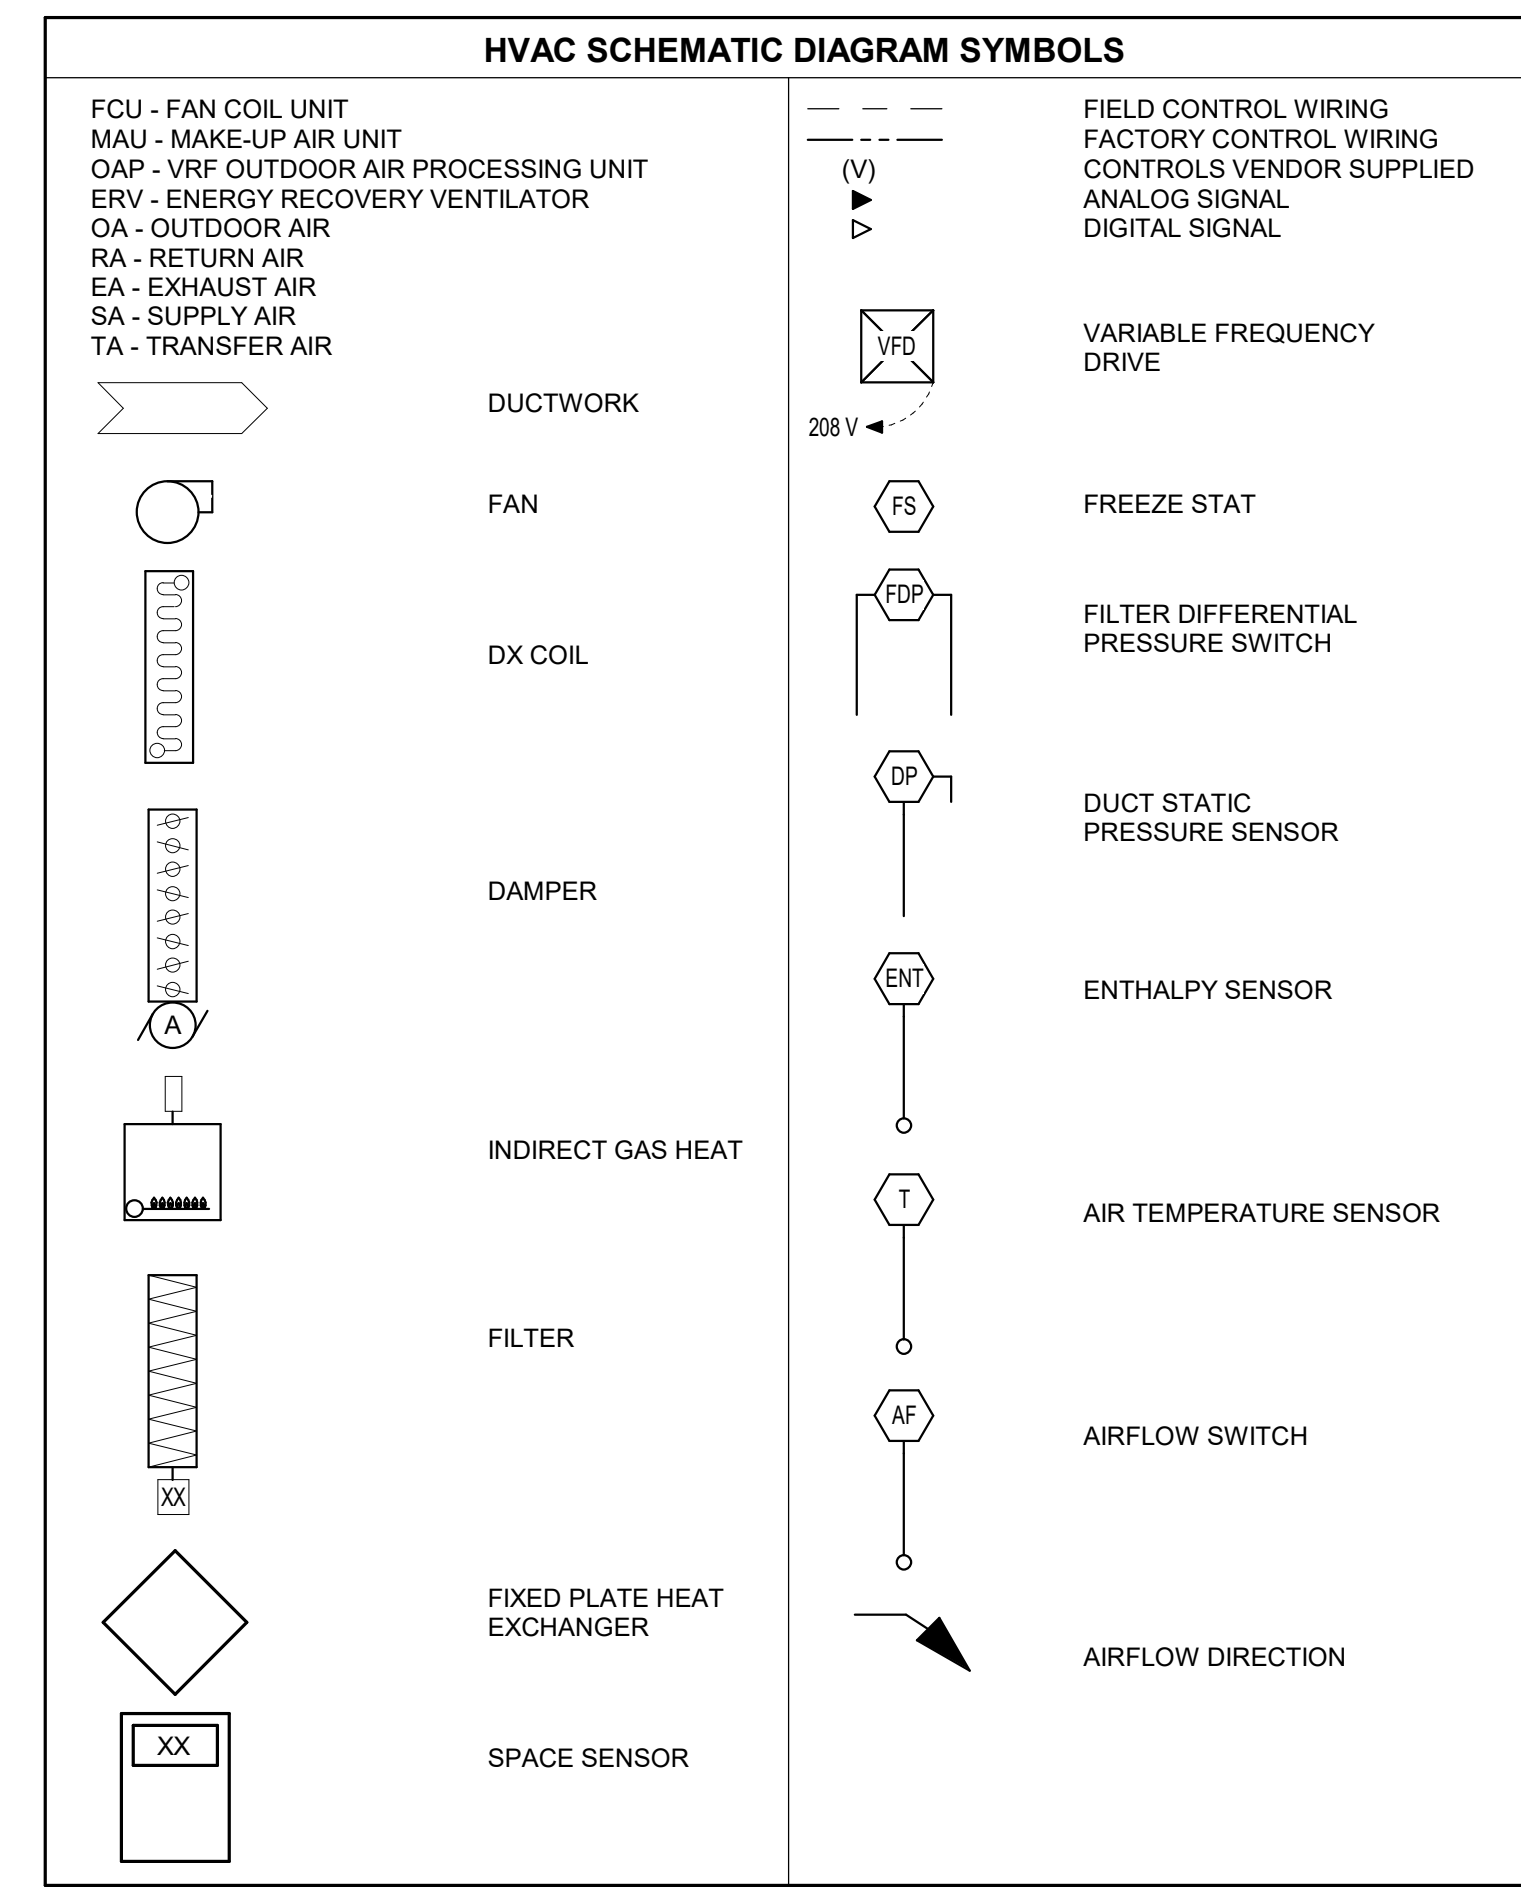 HVAC SCHEMATIC DIAGRAM SYMBOLS
FCU - FAN COIL UNIT
MAU - MAKE-UP AIR UNIT
OAP - VRF OUTDOOR AIR PROCESSING UNIT
ERV - ENERGY RECOVERY VENTILATOR
OA - OUTDOOR AIR
RA - RETURN AIR
EA - EXHAUST AIR
SA - SUPPLY AIR
TA - TRANSFER AIR
DUCTWORK
FAN
DX COIL
DAMPER
A
INDIRECT GAS HEAT
FILTER
XX
FIXED PLATE HEAT
EXCHANGER
XX
SPACE SENSOR
FIELD CONTROL WIRING
FACTORY CONTROL WIRING
(V) CONTROLS VENDOR SUPPLIED
ANALOG SIGNAL
DIGITAL SIGNAL
VFD
VARIABLE FREQUENCY
DRIVE
208 V
FS FREEZE STAT
FDP
FILTER DIFFERENTIAL
PRESSURE SWITCH
DP
DUCT STATIC
PRESSURE SENSOR
ENT
ENTHALPY SENSOR
T
AIR TEMPERATURE SENSOR
AF
AIRFLOW SWITCH
AIRFLOW DIRECTION